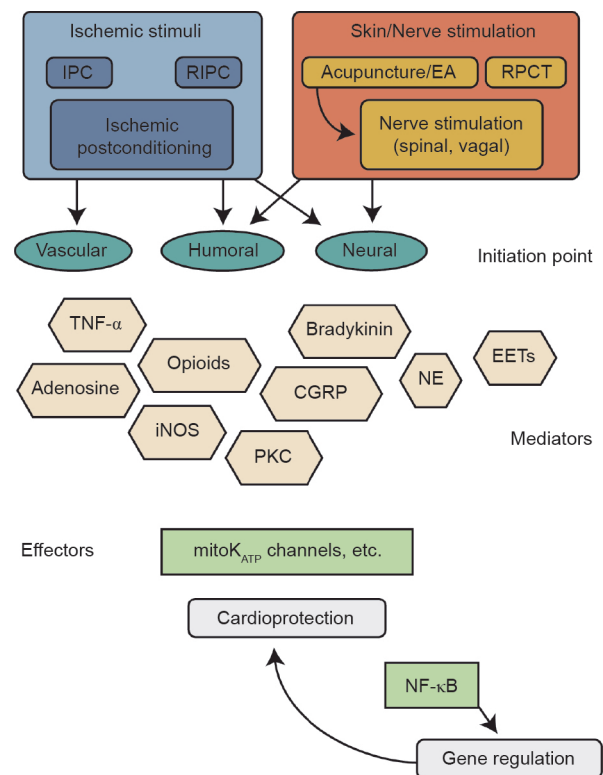 Ischemic stimuli
IPC
RIPC
Ischemic
postconditioning
Skin/Nerve stimulation
Acupuncture/EA
RPCT
Nerve stimulation
(spinal, vagal)
Vascular
Humoral
Neural
Initiation point
TNF-α
Bradykinin
Opioids
EETs
Adenosine
CGRP
NE
iNOS
PKC
Mediators
Effectors
mitoK_ATP channels, etc.
Cardioprotection
NF-κB
Gene regulation